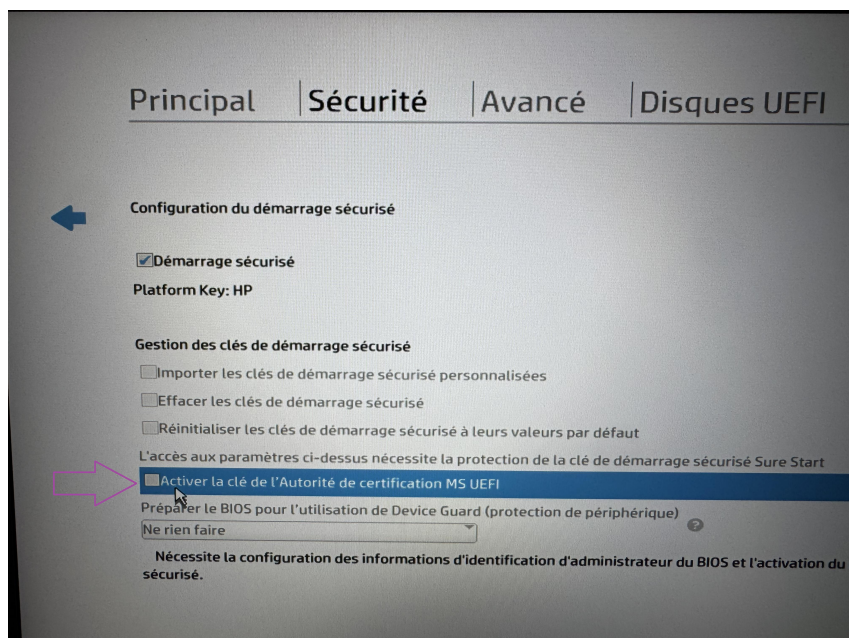 Principal Sécurité Avancé Disques UEFI
Configuration du démarrage sécurisé
Démarrage sécurisé
Platform Key: HP
Gestion des clés de démarrage sécurisé
Importer les clés de démarrage sécurisé personnalisées
Effacer les clés de démarrage sécurisé
Réinitialiser les clés de démarrage sécurisé à leurs valeurs par défaut
L'accès aux paramètres ci-dessus nécessite la protection de la clé de démarrage sécurisé Sure Start
Activer la clé de l'Autorité de certification MS UEFI
Préparer le BIOS pour l'utilisation de Device Guard (protection de périphérique) ?
Ne rien faire
Nécessite la configuration des informations d'identification d'administrateur du BIOS et l'activation du
sécurisé.